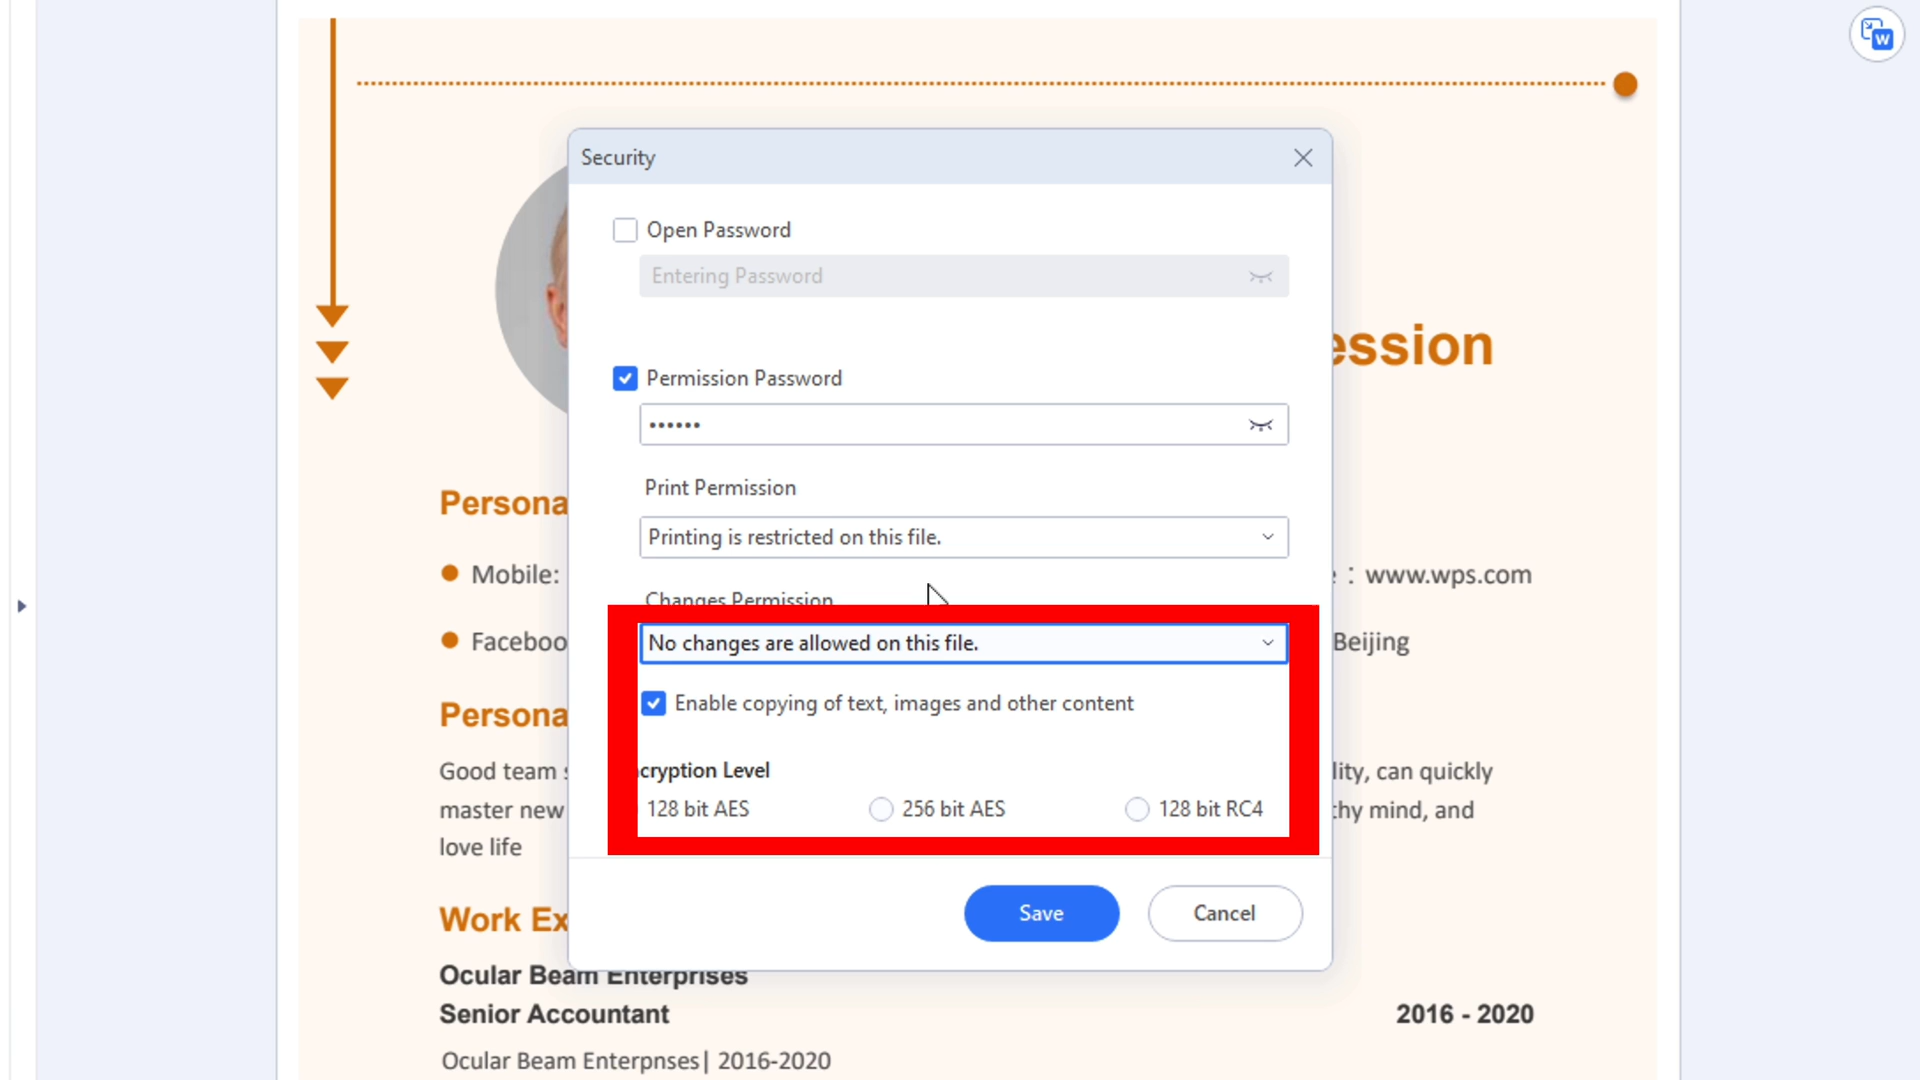 W
Security
Open Password
Entering Password
ession
Permission Password
••••••
Print Permission
Persona
Printing is restricted on this file.
Mobile:
: www.wps.com
Changes Permission
No changes are allowed on this file.
Faceboo
Beijing
Enable copying of text, images and other content
Persona
cryption Level
Good team
lity, can quickly
128 bit AES
256 bit AES
128 bit RC4
master new
thy mind, and
love life
Save
Cancel
Work Ex
Ocular Beam Enterprises
Senior Accountant
2016 - 2020
Ocular Beam Enterpnses| 2016-2020